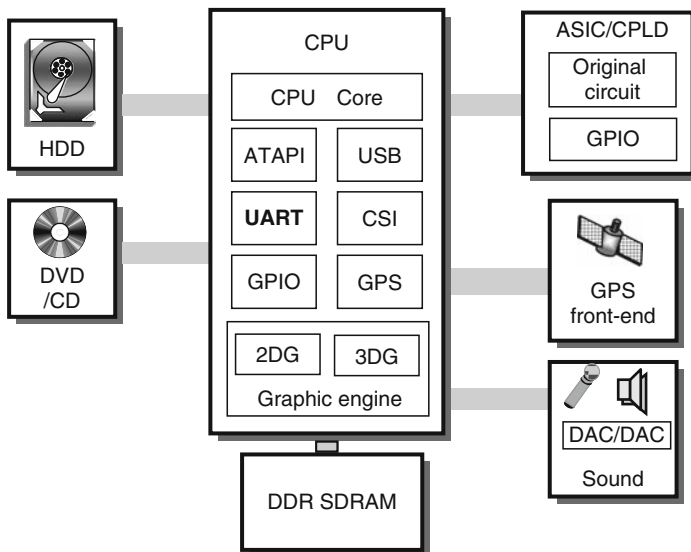 HDD
DVD
/CD
CPU
CPU Core
ATAPI
USB
UART
CSI
GPIO
GPS
2DG
3DG
Graphic engine
DDR SDRAM
ASIC/CPLD
Original
circuit
GPIO
GPS
front-end
DAC/DAC
Sound